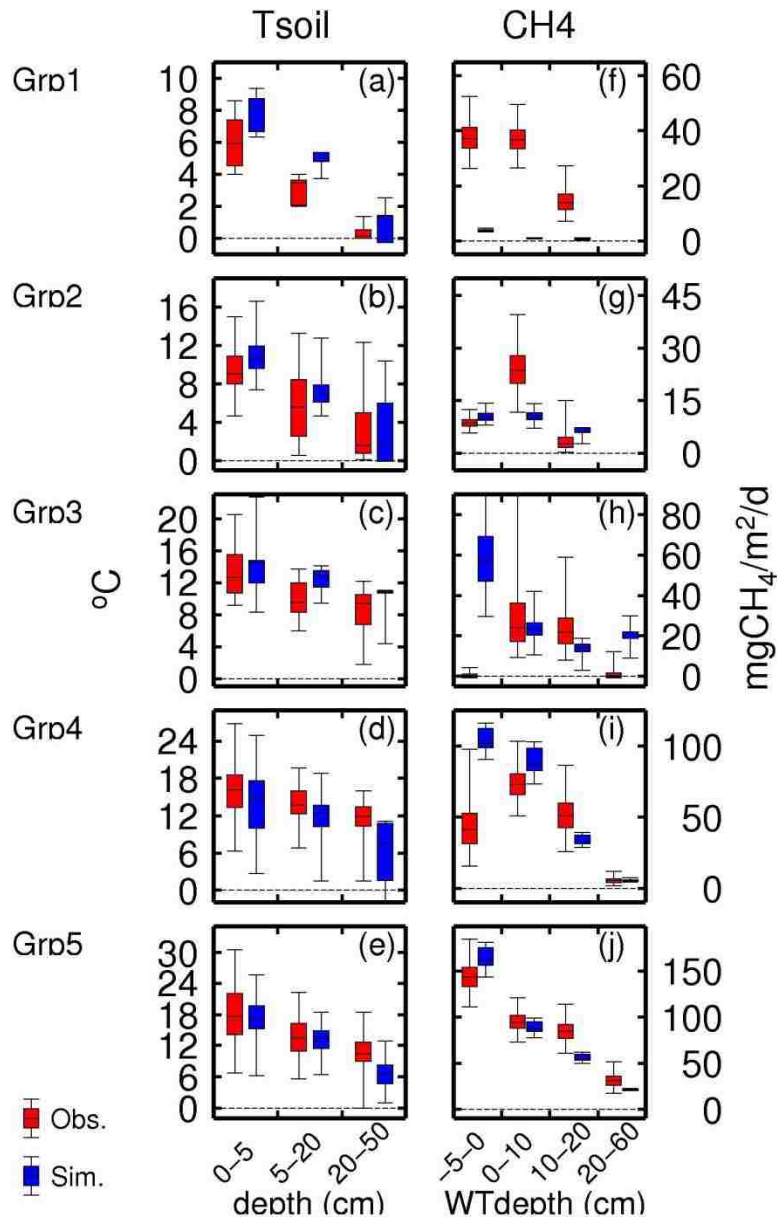 Tsoil CH4
Grp1 10 (a) (f) 60
8
6 40
4
2 20
0 0
Grp2 16 (b) (g) 45
12 30
8
4 15
0 0
Grp3 20 (c) (h) 80
16 60
12
8 40
4 20
0 0
ºC
mgCH₄/m²/d
Grp4 24 (d) (i)
18 100
12
6 50
0 0
Grp5 30 (e) (j)
24 150
18
12 100
6 50
0 0
Obs.
Sim.
0–5 5–20 20–50 –5–0 0–10 10–20 20–60
depth (cm) WTdepth (cm)